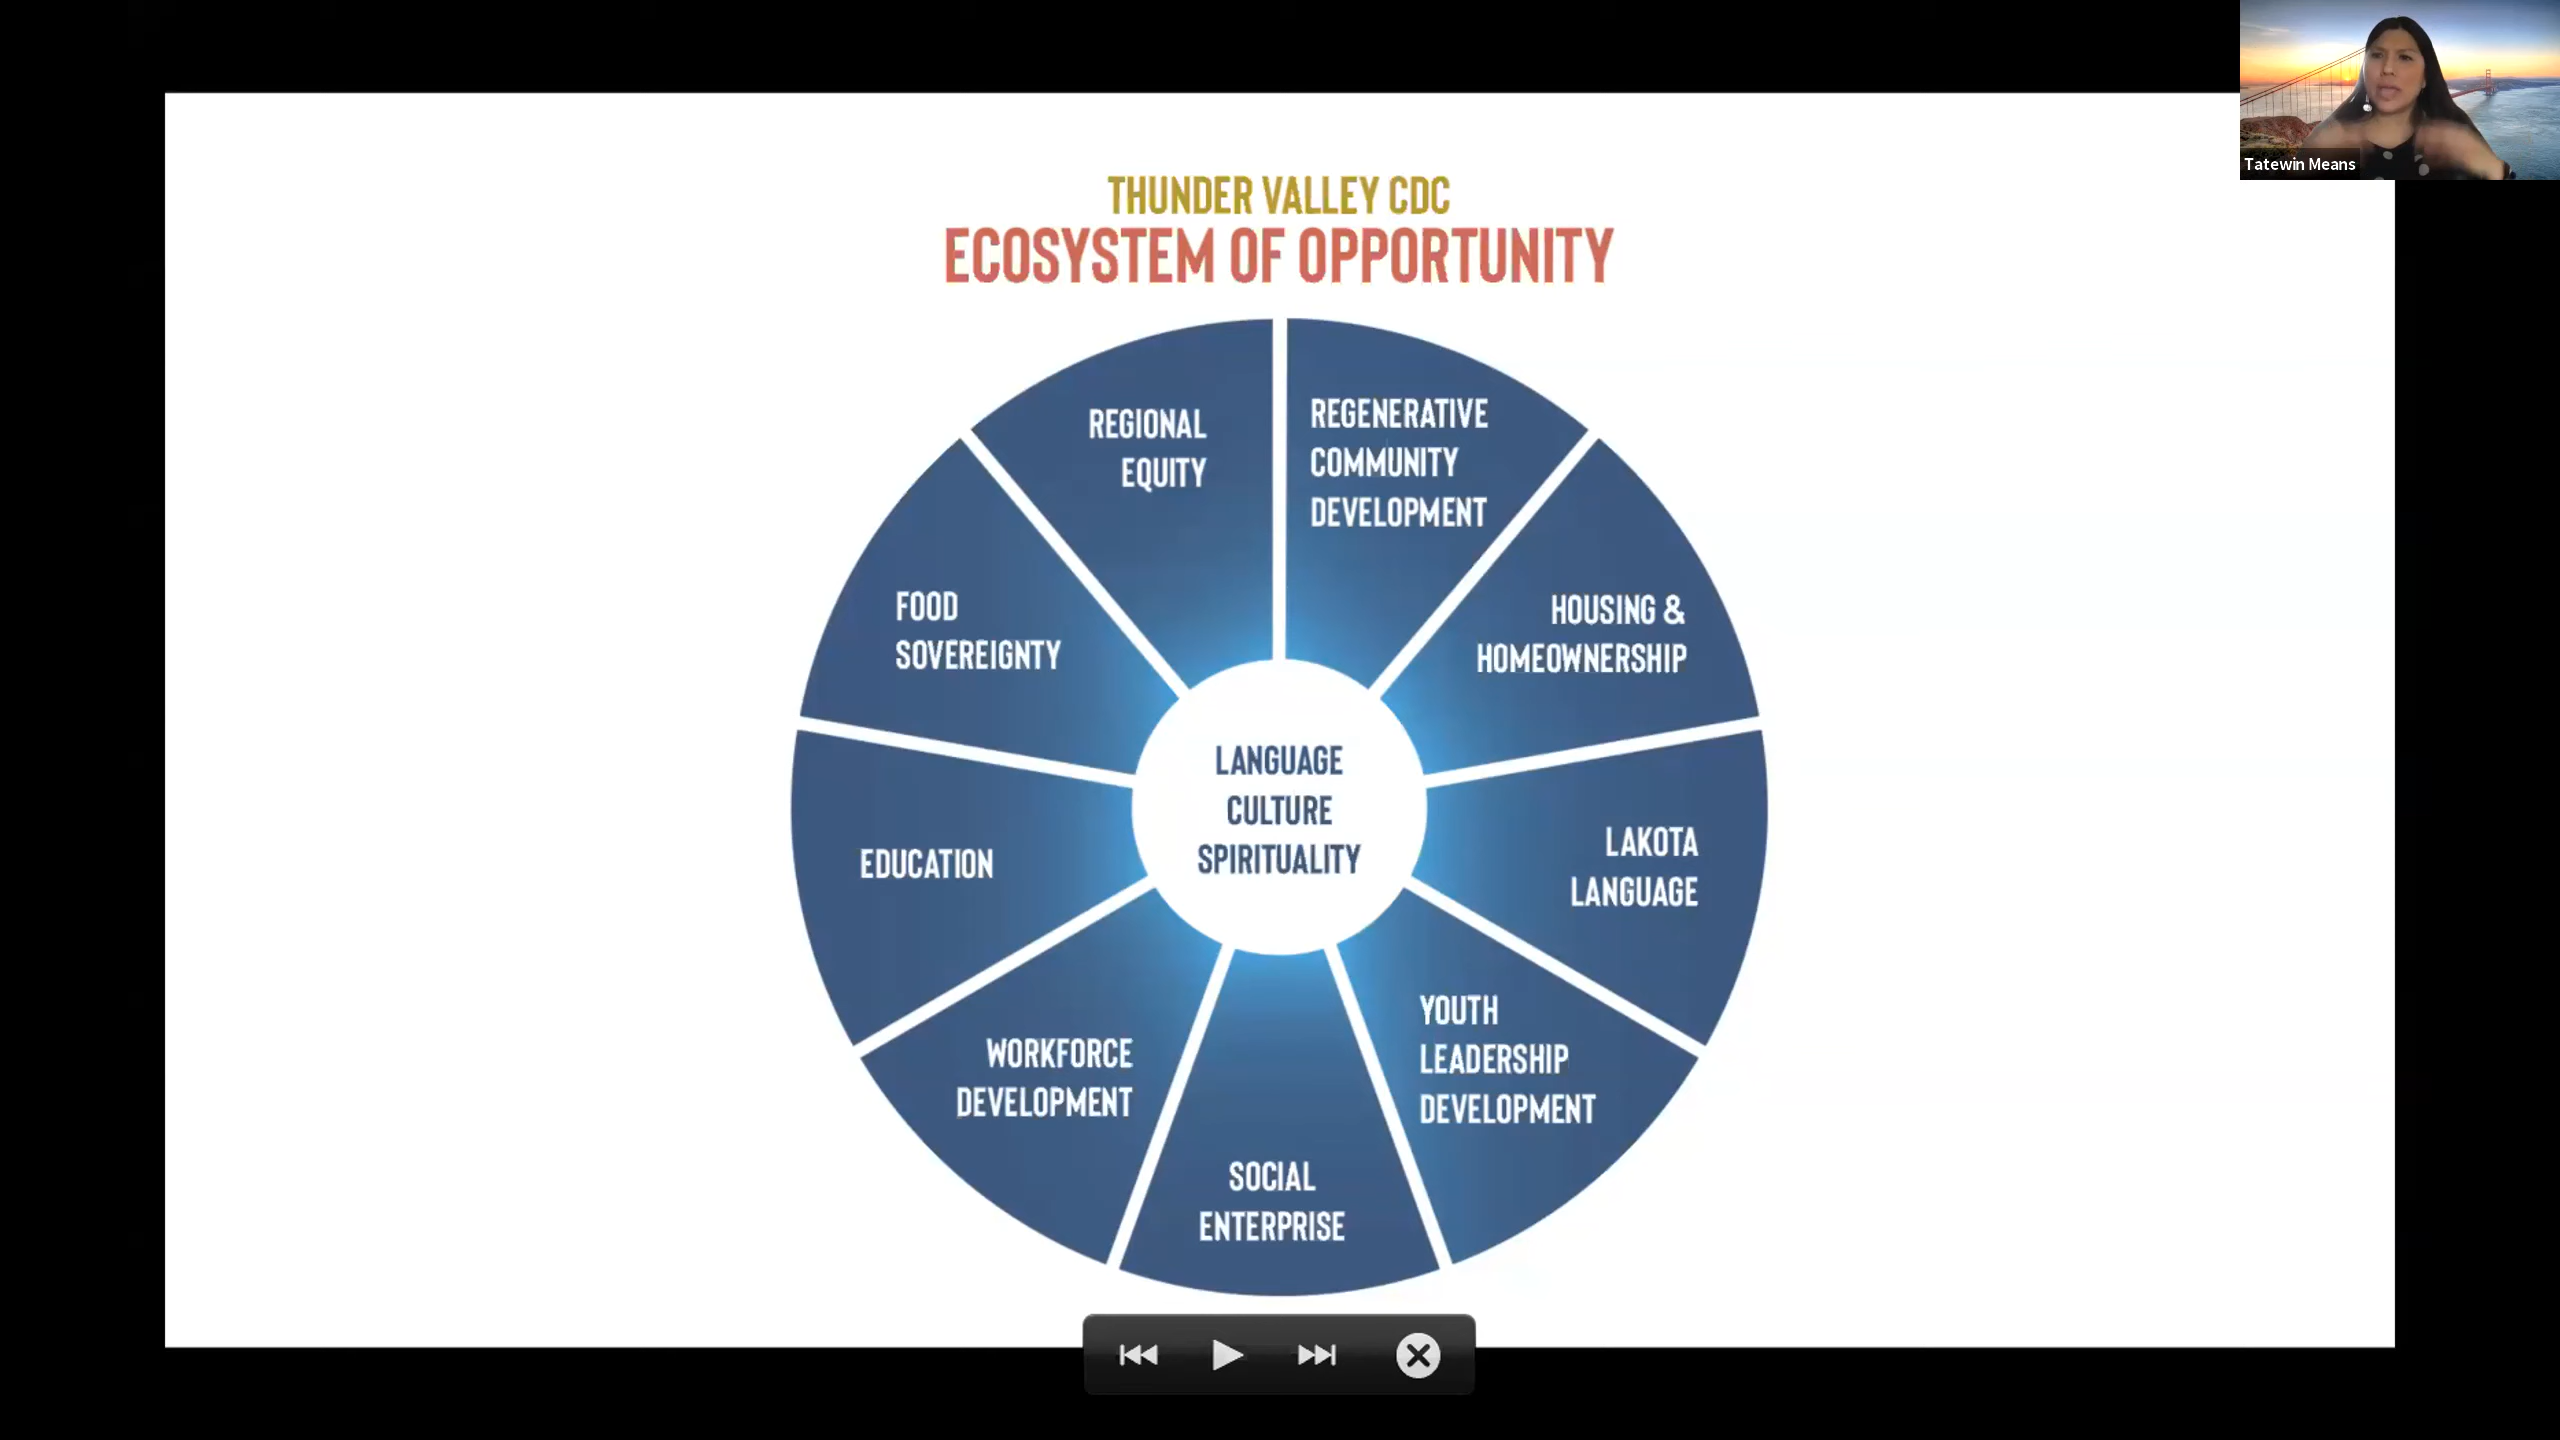 THUNDER VALLEY CDC
ECOSYSTEM OF OPPORTUNITY
REGENERATIVE
COMMUNITY
DEVELOPMENT
HOUSING &
HOMEOWNERSHIP
LAKOTA
LANGUAGE
YOUTH
LEADERSHIP
DEVELOPMENT
SOCIAL
ENTERPRISE
WORKFORCE
DEVELOPMENT
EDUCATION
FOOD
SOVEREIGNTY
REGIONAL
EQUITY
LANGUAGE
CULTURE
SPIRITUALITY
Tatewin Means